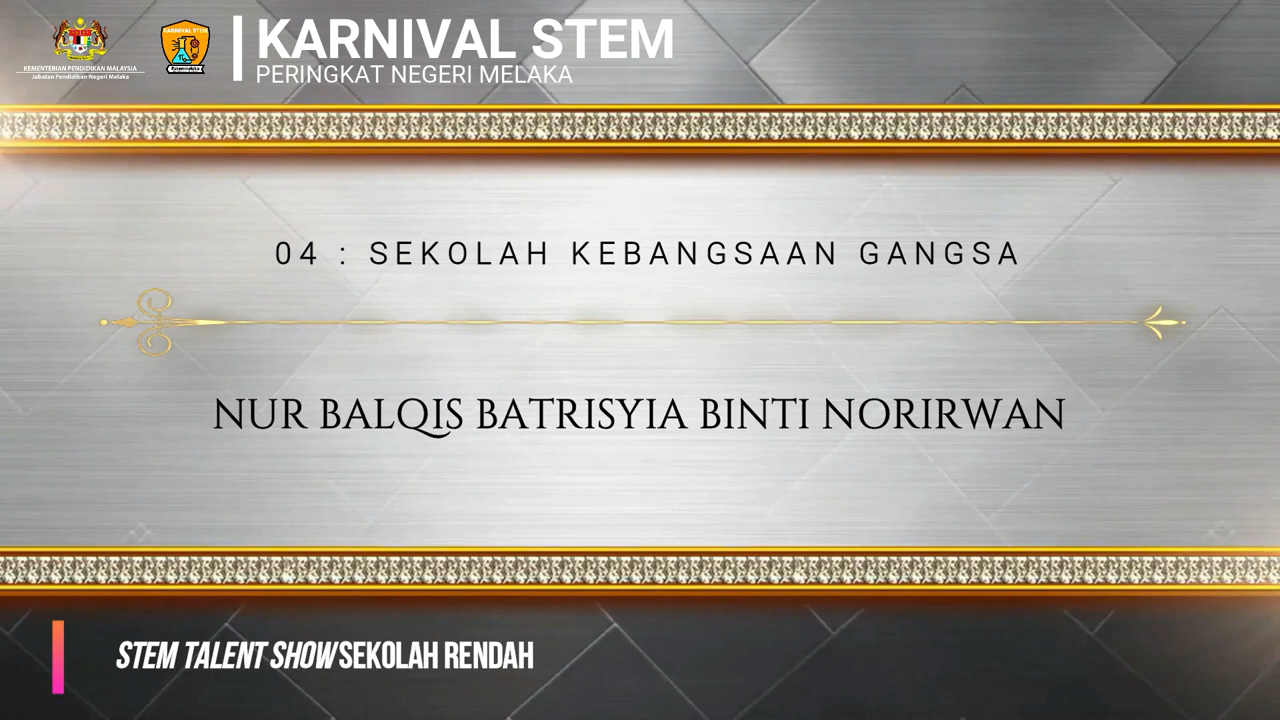 KEMENTERIAN PENDIDIKAN MALAYSIA
Jabatan Pendidikan Negeri Melaka
KARNIVAL STEM
KARNIVAL STEM
PERINGKAT NEGERI MELAKA
04 : SEKOLAH KEBANGSAAN GANGSA
NUR BALQIS BATRISYIA BINTI NORIRWAN
STEM TALENT SHOW SEKOLAH RENDAH